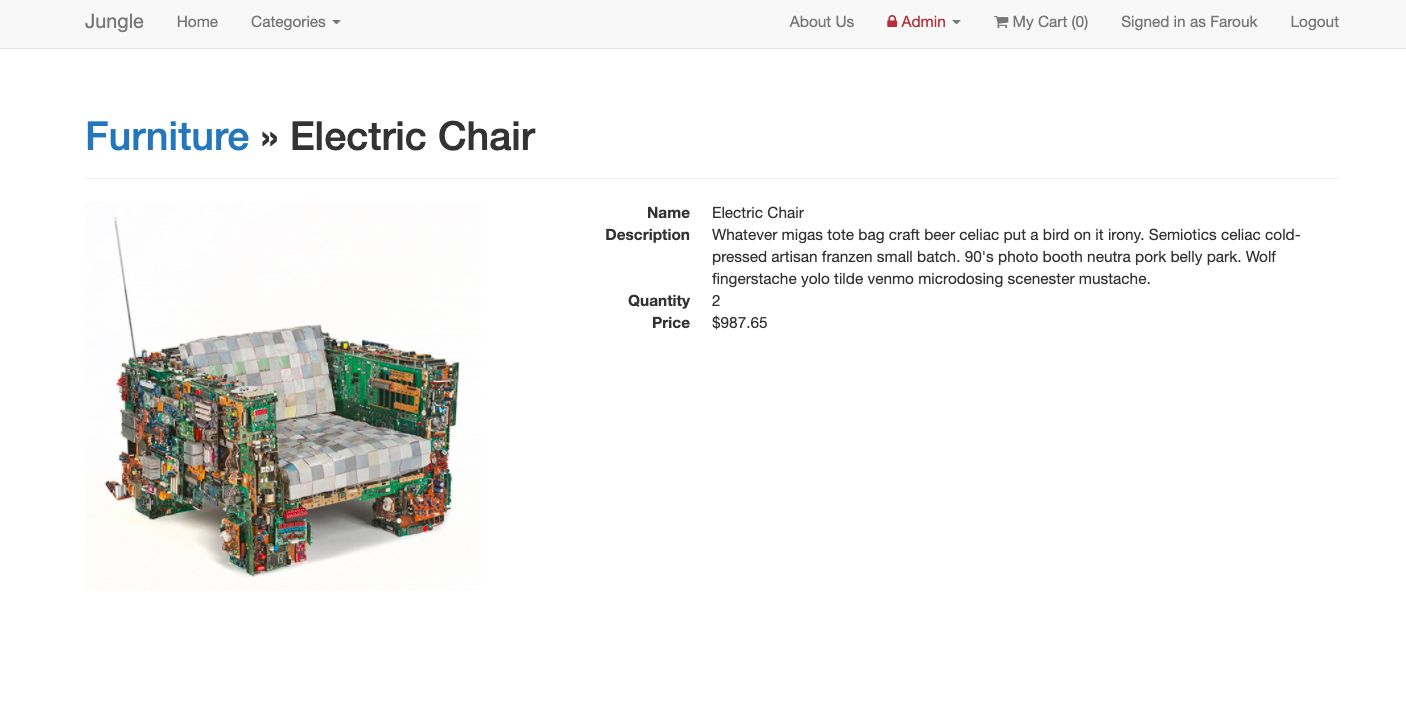 Jungle Home Categories About Us Admin My Cart (0) Signed in as Farouk Logout
Furniture » Electric Chair
Name Electric Chair
Description Whatever migas tote bag craft beer celiac put a bird on it irony. Semiotics celiac cold-
pressed artisan franzen small batch. 90's photo booth neutra pork belly park. Wolf
fingerstache yolo tilde venmo microdosing scenester mustache.
Quantity 2
Price $987.65